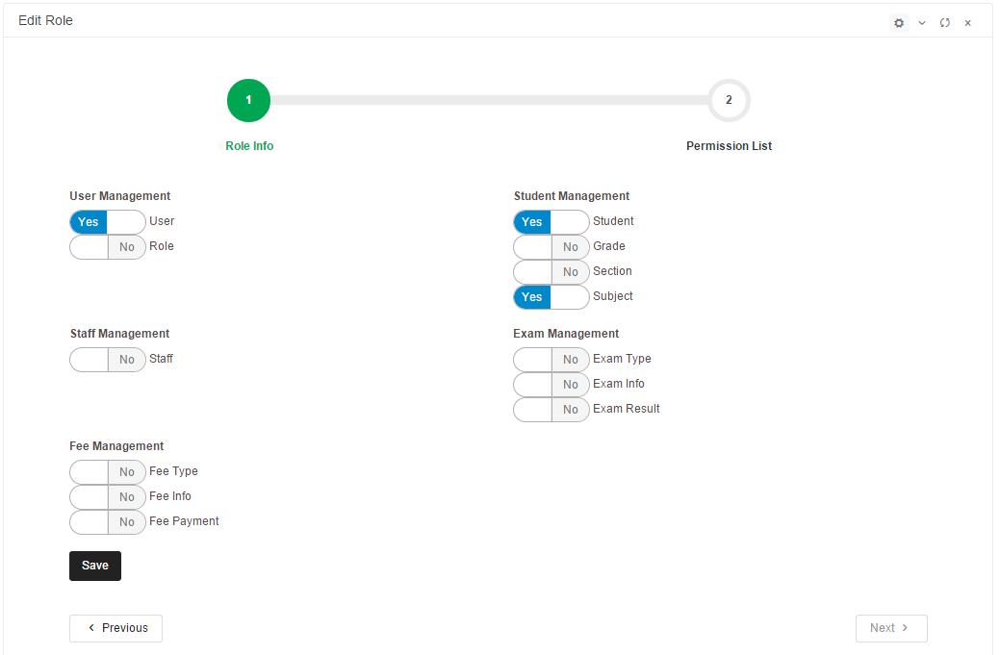 Edit Role
1
2
Role Info
Permission List
User Management
Yes User
No Role
Student Management
Yes Student
No Grade
No Section
Yes Subject
Staff Management
No Staff
Exam Management
No Exam Type
No Exam Info
No Exam Result
Fee Management
No Fee Type
No Fee Info
No Fee Payment
Save
Previous
Next